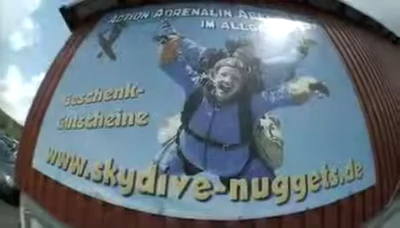 Action Adrenalin
im Allg
Geschenk-
Gutscheine
www.skydive-nuggets.de